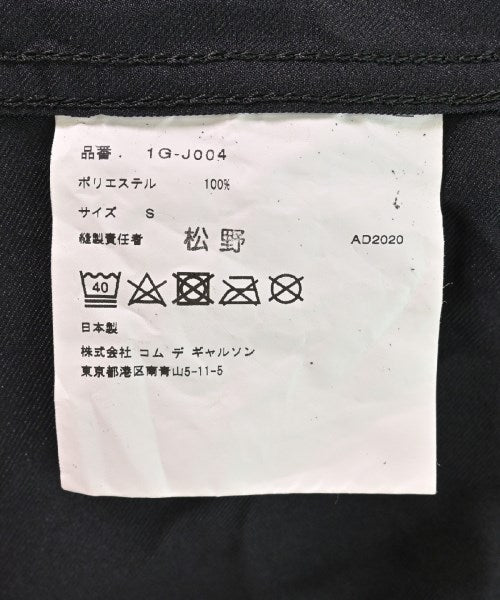 品番 . 1G-J004
ポリエステル 100%
サイズ S
縫製責任者 松野 AD2020
40
日本製
株式会社 コム デ ギャルソン
東京都港区南青山5-11-5